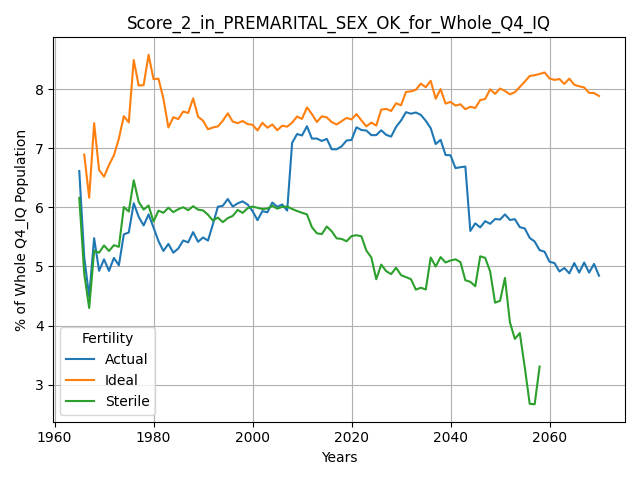 Score_2_in_PREMARITAL_SEX_OK_for_Whole_Q4_IQ
% of Whole Q4_IQ Population
8
7
6
5
4
3
Fertility
Actual
Ideal
Sterile
1960 1980 2000 2020 2040 2060
Years